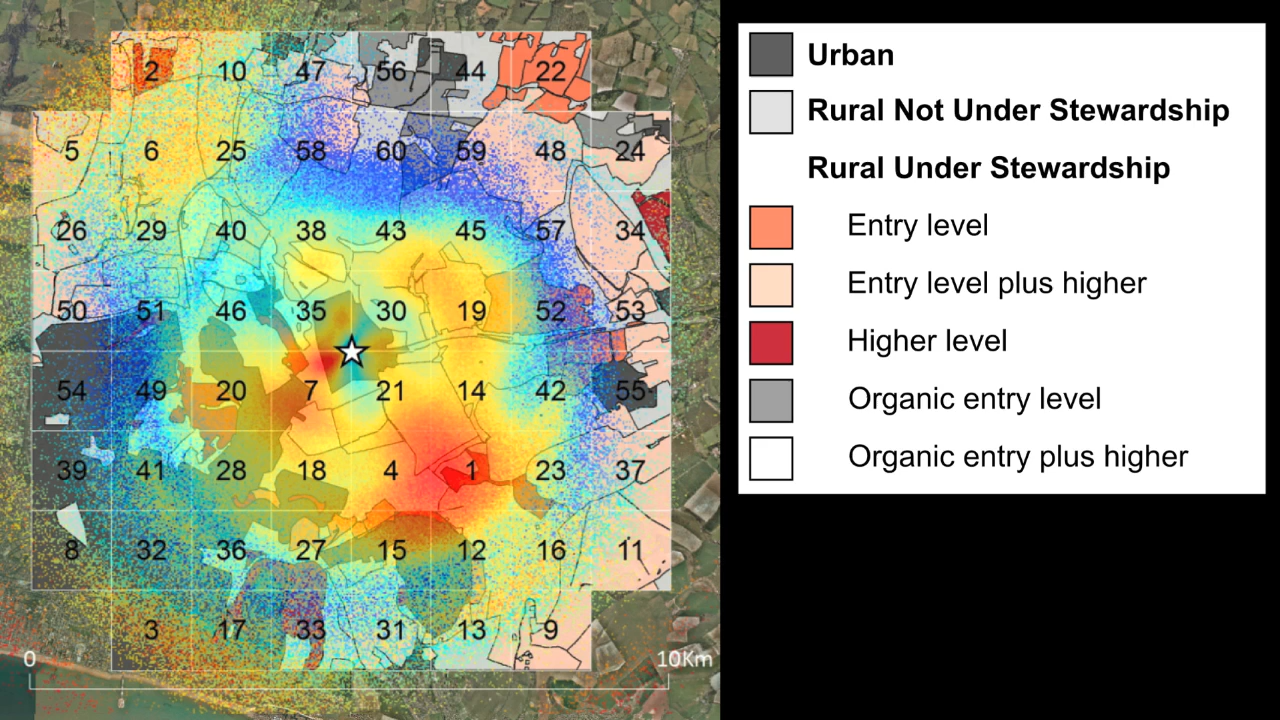 2 10 47 56 44 22
5 6 25 58 60 59 48 24
26 29 40 38 43 45 57 34
50 51 46 35 30 19 52 53
54 49 20 7 21 14 42 55
39 41 28 18 4 1 23 37
8 32 36 27 15 12 16 11
3 17 33 31 13 9
0 10Km
Urban
Rural Not Under Stewardship
Rural Under Stewardship
Entry level
Entry level plus higher
Higher level
Organic entry level
Organic entry plus higher